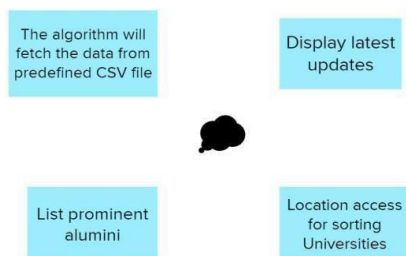 The algorithm will
fetch the data from
predefined CSV file
Display latest
updates
List prominent
alumini
Location access
for sorting
Universities